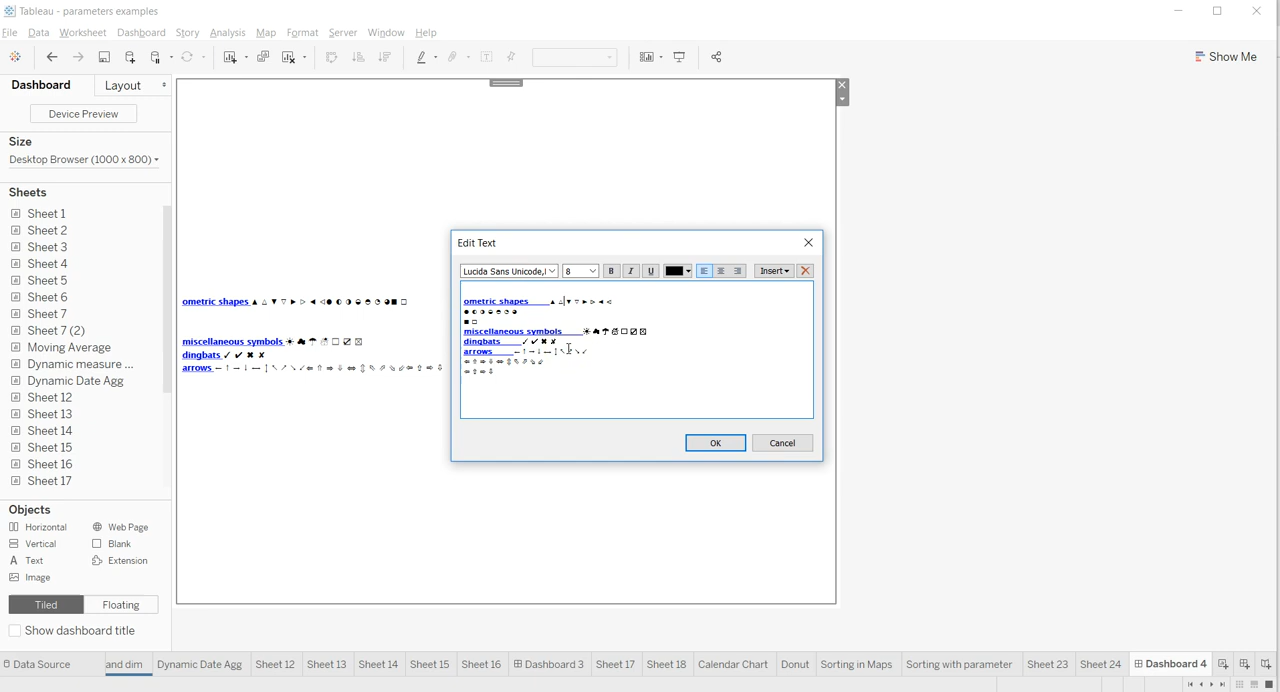 Tableau - parameters examples
File Data Worksheet Dashboard Story Analysis Map Format Server Window Help
Show Me
Dashboard Layout
Device Preview
Size
Desktop Browser (1000 x 800)
Sheets
Sheet 1
Sheet 2
Sheet 3
Sheet 4
Sheet 5
Sheet 6
Sheet 7
Sheet 7 (2)
Moving Average
Dynamic measure ...
Dynamic Date Agg
Sheet 12
Sheet 13
Sheet 14
Sheet 15
Sheet 16
Sheet 17
Objects
Horizontal Web Page
Vertical Blank
A Text Extension
Image
Tiled Floating
Show dashboard title
ometric shapes ▲ △ ▼ ▽ ▶ ▷ ◀ ◁● ◐ ◑ ◒ ◓ ◔ ◕■ □
miscellaneous symbols ☀ ☁ ☂ ☃ ☐ ☑ ☒
dingbats ✓ ✔ ✖ ✗
arrows ← ↑ → ↓ ↔ ↕ ↖ ↗ ↘ ↙⇐ ⇑ ⇒ ⇓ ⇔ ⇕ ⇖ ⇗ ⇘ ⇙⇦ ⇧ ⇨ ⇩
Edit Text
Lucida Sans Unicode,l 8 B I U Insert
ometric shapes ▲ △ ▼ ▽ ▶ ▷ ◀ ◁
● ◐ ◑ ◒ ◓ ◔ ◕
■ □
miscellaneous symbols ☀ ☁ ☂ ☃ ☐ ☑ ☒
dingbats ✓ ✔ ✖ ✗
arrows ← ↑ → ↓ ↔ ↕ ↖ ↗ ↘ ↙
⇐ ⇑ ⇒ ⇓ ⇔ ⇕ ⇖ ⇗ ⇘ ⇙
⇦ ⇧ ⇨ ⇩
OK Cancel
Data Source and dim Dynamic Date Agg Sheet 12 Sheet 13 Sheet 14 Sheet 15 Sheet 16 Dashboard 3 Sheet 17 Sheet 18 Calendar Chart Donut Sorting in Maps Sorting with parameter Sheet 23 Sheet 24 Dashboard 4